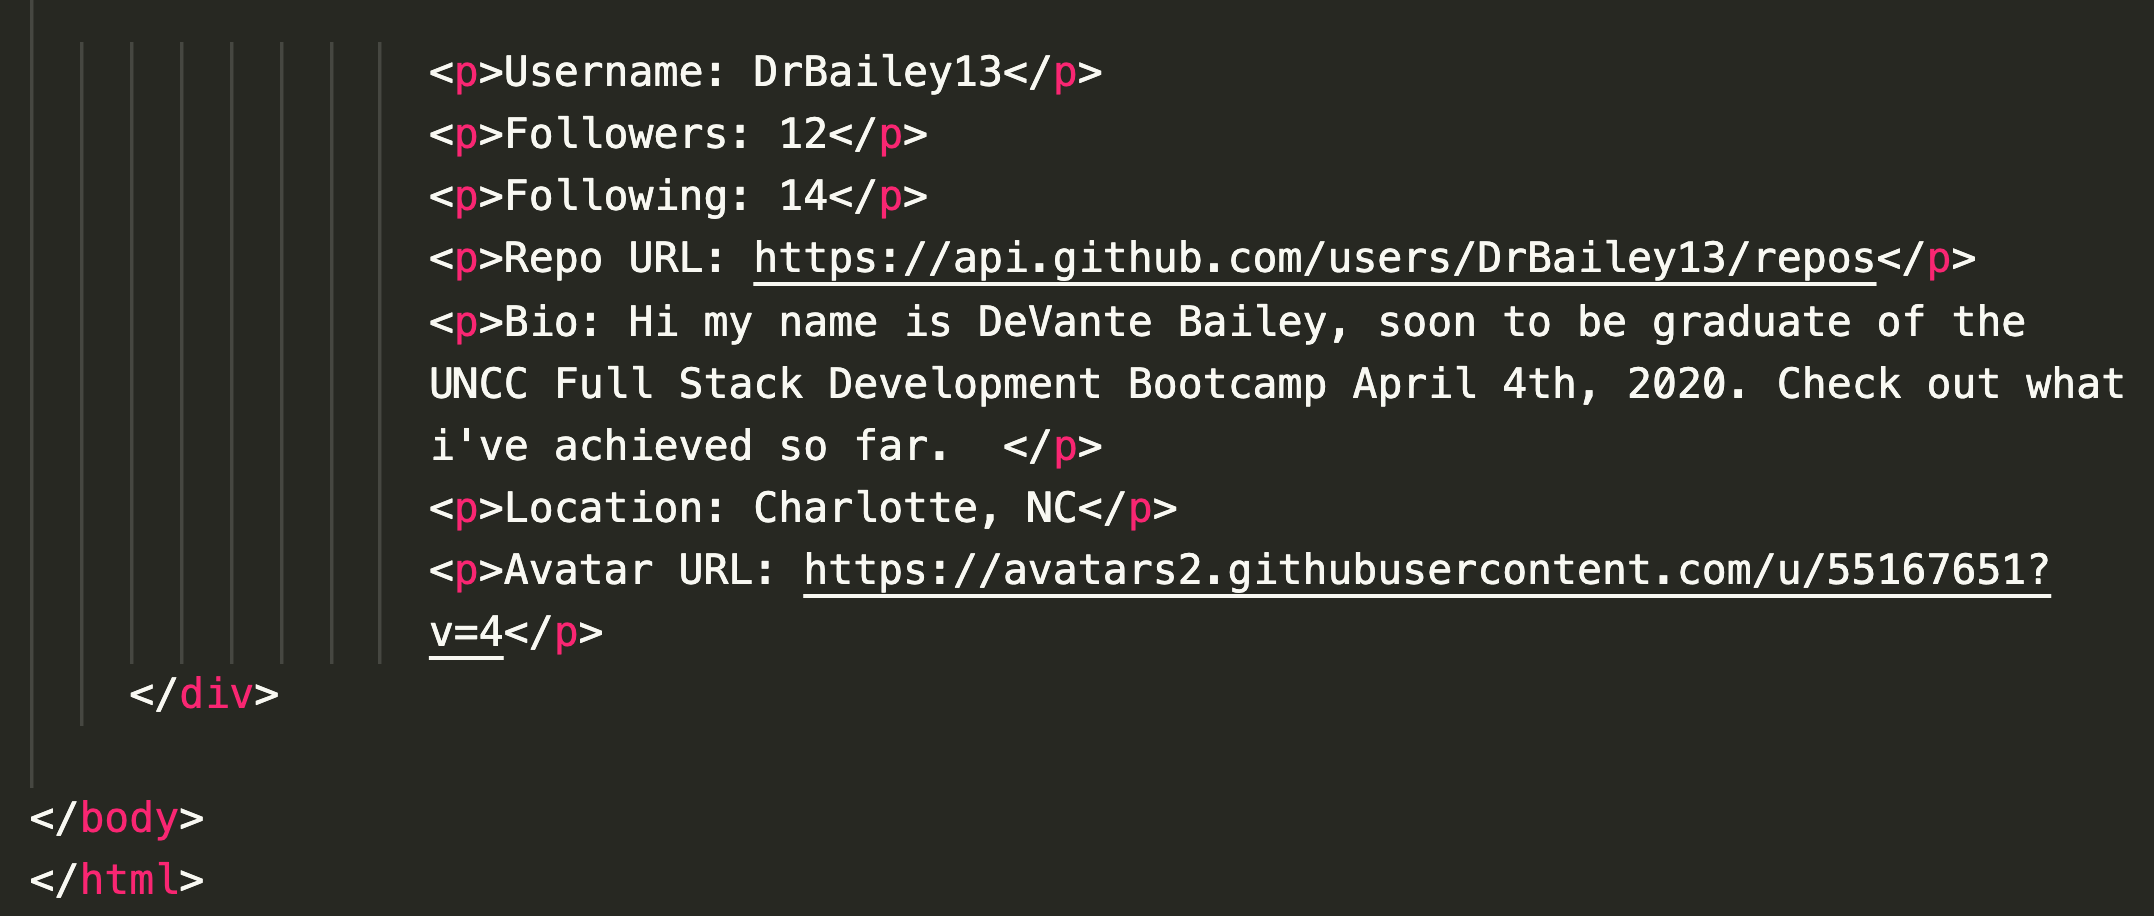 <p>Username: DrBailey13</p>
<p>Followers: 12</p>
<p>Following: 14</p>
<p>Repo URL: https://api.github.com/users/DrBailey13/repos</p>
<p>Bio: Hi my name is DeVante Bailey, soon to be graduate of the
UNCC Full Stack Development Bootcamp April 4th, 2020. Check out what
i've achieved so far.  </p>
<p>Location: Charlotte, NC</p>
<p>Avatar URL: https://avatars2.githubusercontent.com/u/55167651?
v=4</p>
</div>
</body>
</html>